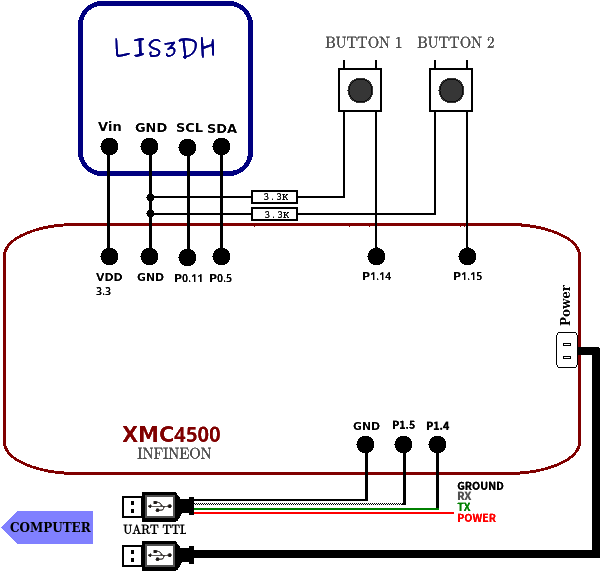 LIS3DH
BUTTON 1
BUTTON 2
Vin
GND
SCL
SDA
3.3K
3.3K
VDD
3.3
GND
P0.11
P0.5
P1.14
P1.15
Power
XMC4500
INFINEON
GND
P1.5
P1.4
GROUND
RX
TX
POWER
COMPUTER
UART TTL